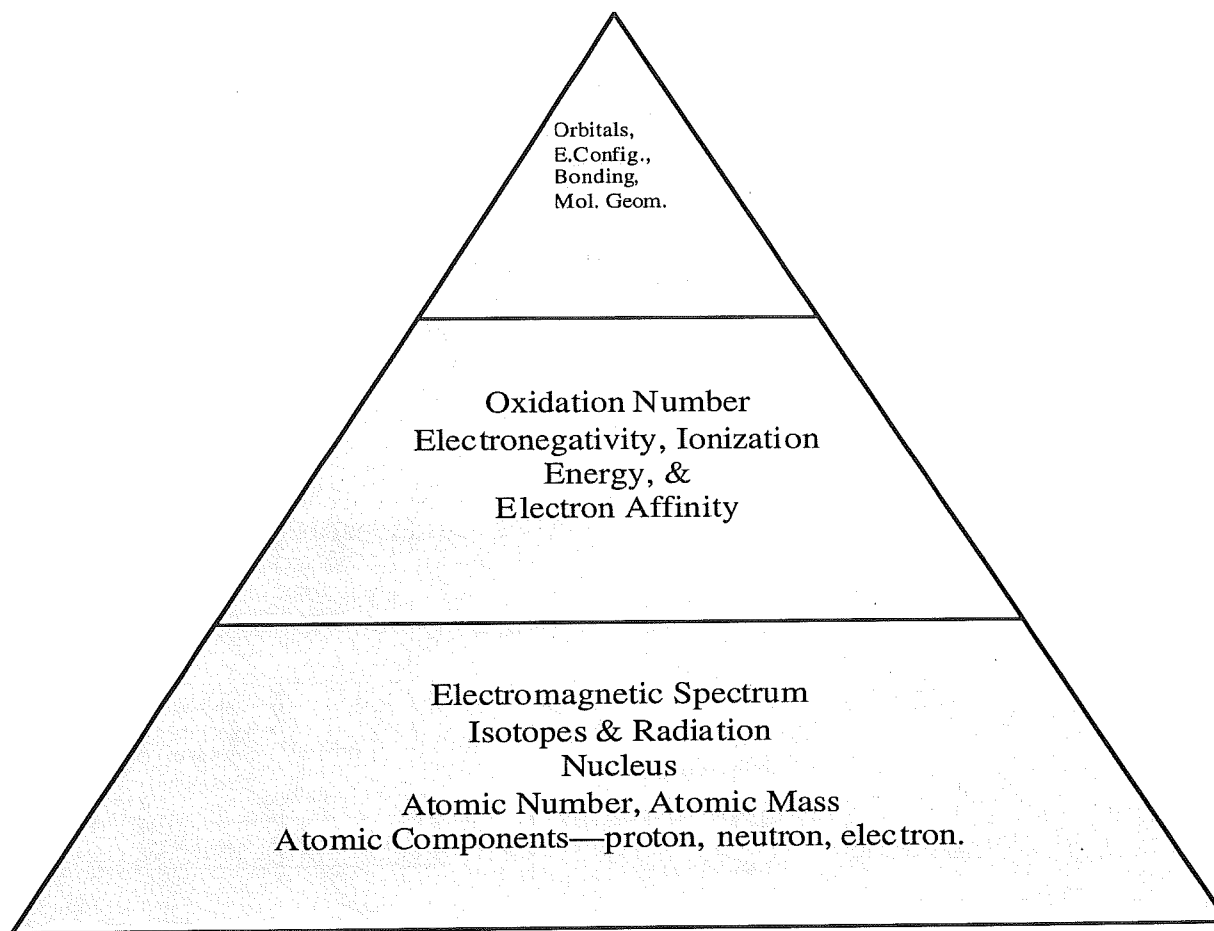 Orbitals,
E.Config.,
Bonding,
Mol. Geom.
Oxidation Number
Electronegativity, Ionization
Energy, &
Electron Affinity
Electromagnetic Spectrum
Isotopes & Radiation
Nucleus
Atomic Number, Atomic Mass
Atomic Components—proton, neutron, electron.